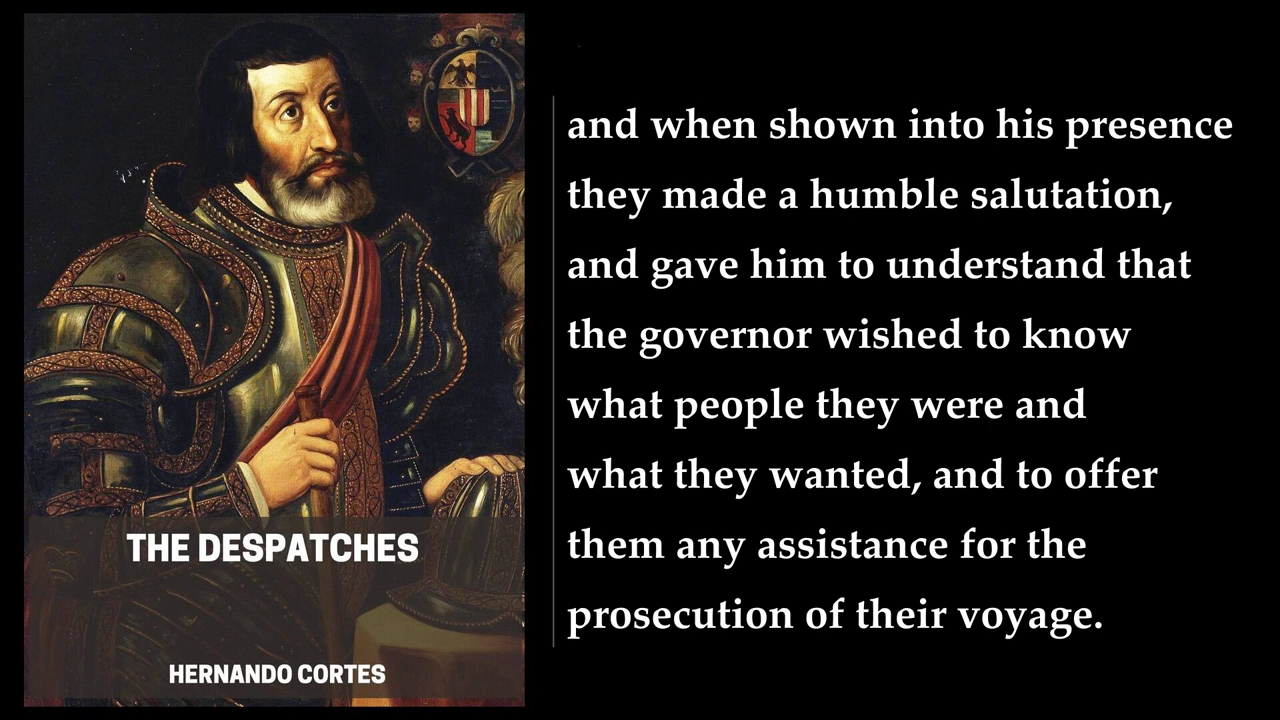 THE DESPATCHES
HERNANDO CORTES
and when shown into his presence
they made a humble salutation,
and gave him to understand that
the governor wished to know
what people they were and
what they wanted, and to offer
them any assistance for the
prosecution of their voyage.